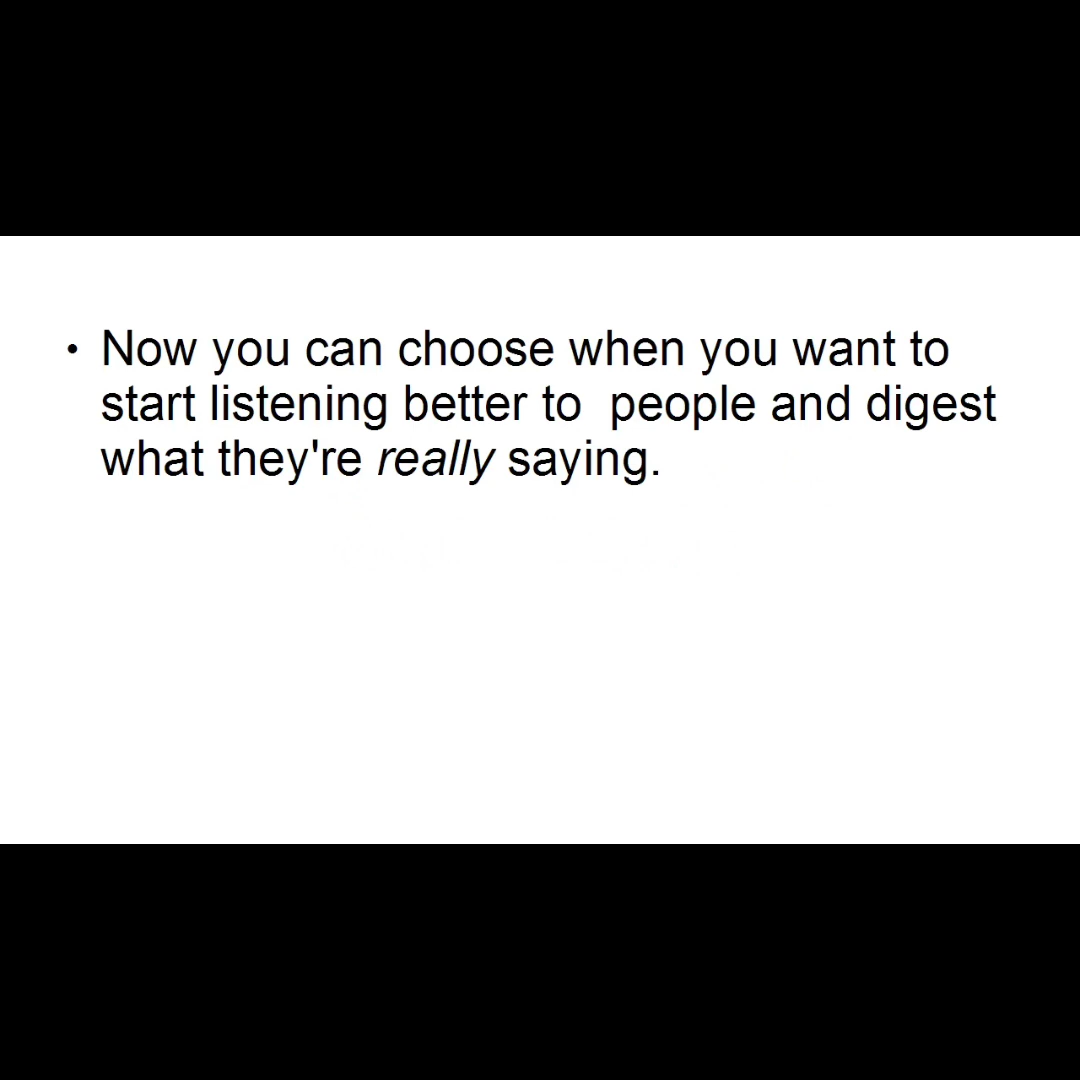 • Now you can choose when you want to
start listening better to  people and digest
what they're really saying.